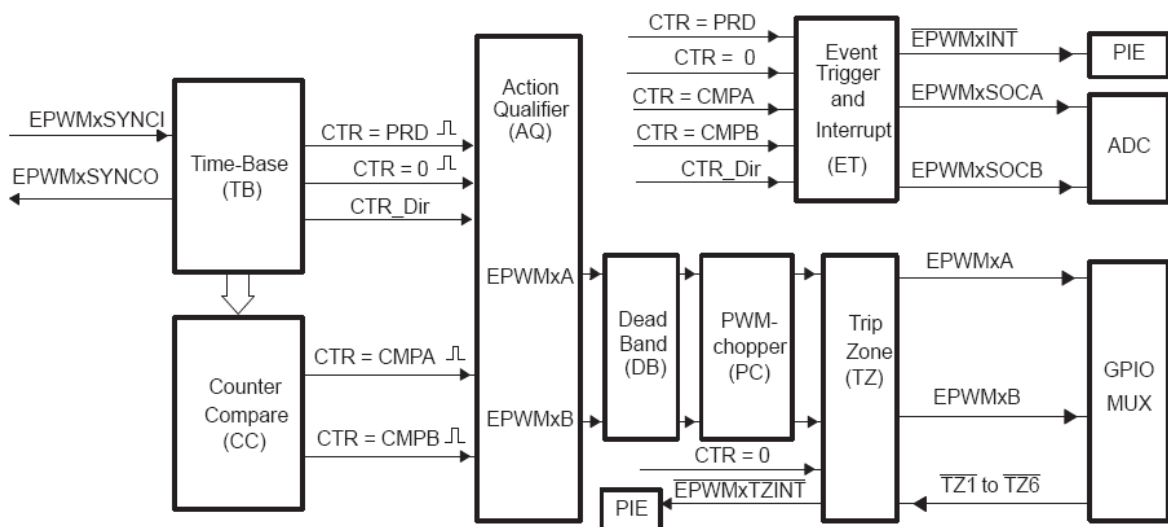 EPWMxSYNCI
EPWMxSYNCO
Time-Base
(TB)
CTR = PRD
CTR = 0
CTR_Dir
Counter
Compare
(CC)
CTR = CMPA
CTR = CMPB
Action
Qualifier
(AQ)
EPWMxA
EPWMxB
CTR = PRD
CTR = 0
CTR = CMPA
CTR = CMPB
CTR_Dir
Event
Trigger
and
Interrupt
(ET)
EPWMxINT
EPWMxSOCA
EPWMxSOCB
PIE
ADC
Dead
Band
(DB)
PWM-
chopper
(PC)
Trip
Zone
(TZ)
CTR = 0
EPWMxTZINT
PIE
EPWMxA
EPWMxB
TZ1 to TZ6
GPIO
MUX